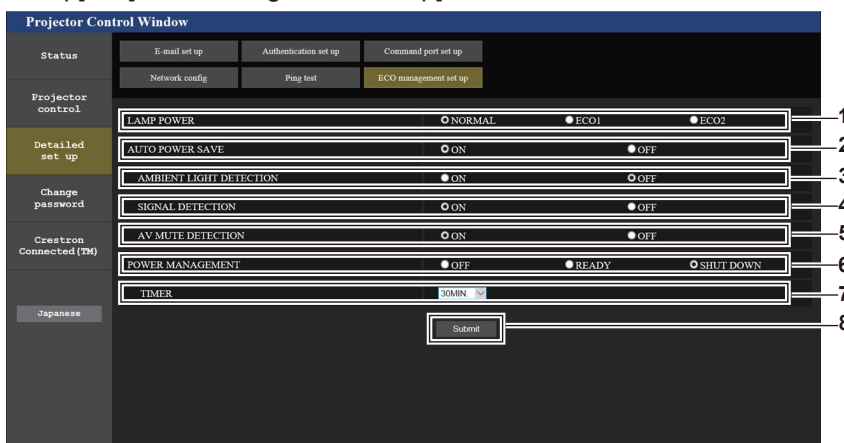 Projector Control Window
Status
E-mail set up
Authentication set up
Command port set up
Network config
Ping test
ECO management set up
Projector
control
LAMP POWER NORMAL ECO1 ECO2 1
Detailed
set up
AUTO POWER SAVE ON OFF 2
AMBIENT LIGHT DETECTION ON OFF 3
Change
password
SIGNAL DETECTION ON OFF 4
AV MUTE DETECTION ON OFF 5
Crestron
Connected(TM)
POWER MANAGEMENT OFF READY SHUT DOWN 6
TIMER 30MIN. 7
Japanese
Submit 8